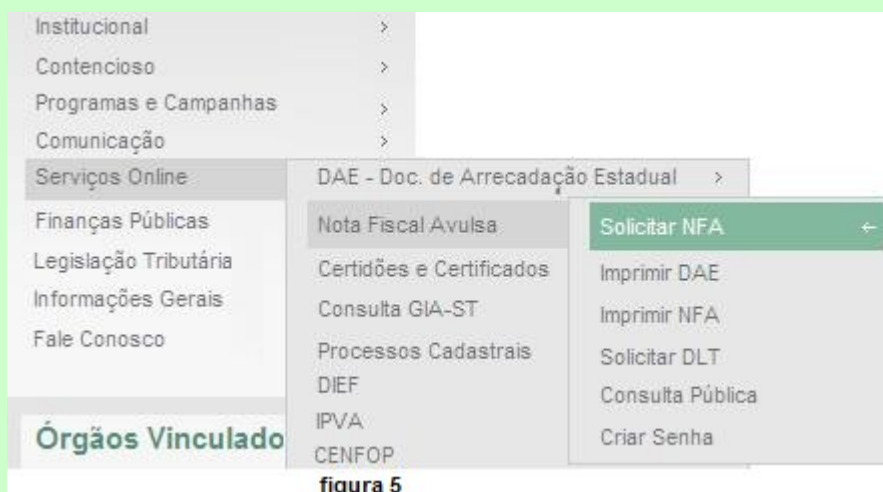 Institucional >
Contencioso >
Programas e Campanhas >
Comunicação >
Serviços Online
Finanças Públicas
Legislação Tributária
Informações Gerais
Fale Conosco
Órgãos Vinculado
DAE - Doc. de Arrecadação Estadual >
Nota Fiscal Avulsa
Certidões e Certificados
Consulta GIA-ST
Processos Cadastrais
DIEF
IPVA
CENFOP
Solicitar NFA ←
Imprimir DAE
Imprimir NFA
Solicitar DLT
Consulta Pública
Criar Senha
figura 5